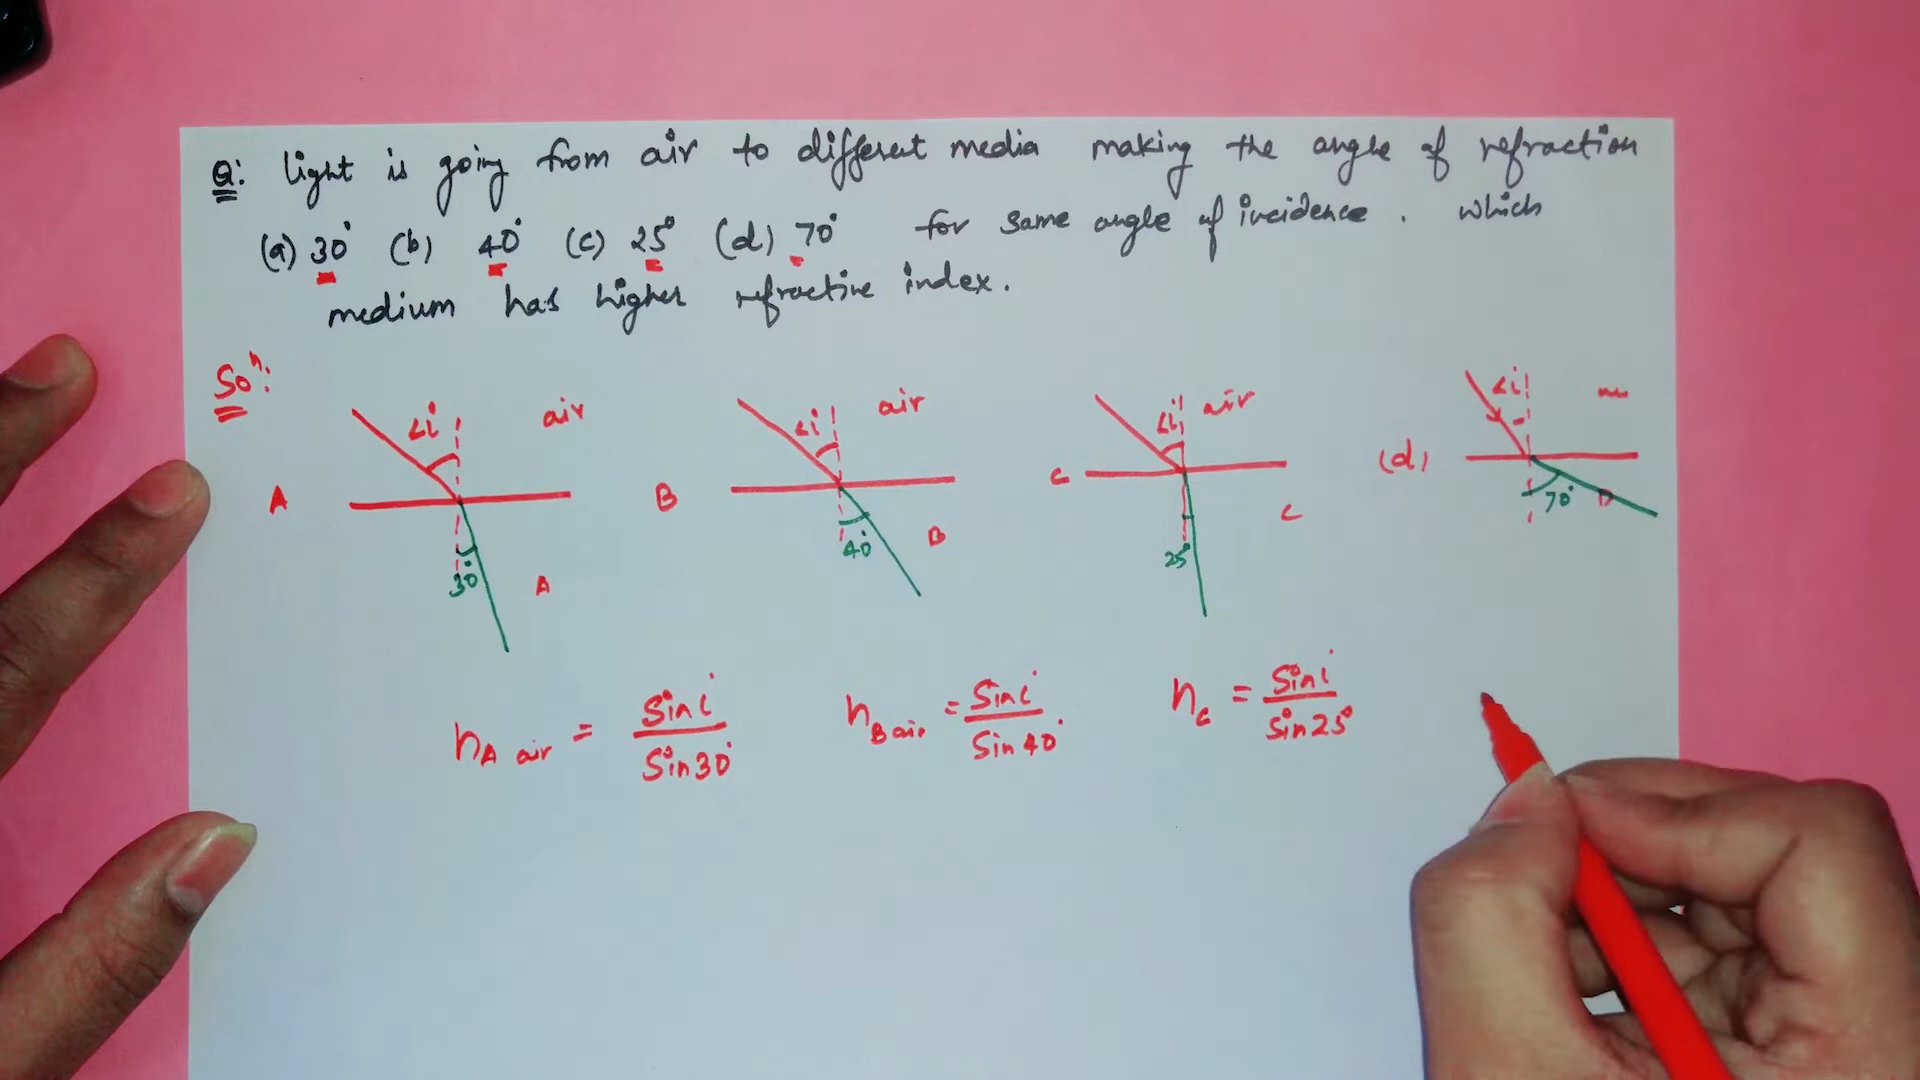 Q: light is going from air to different media making the angle of refraction
(a) 30° (b) 40° (c) 25° (d) 70° for same angle of incidence. which
medium has higher refractive index.
Soⁿ:
A ∠i air 30° A
B ∠i air 40° B
C ∠i air 25° C
(d) ∠i 70° D
n_A air = sin i / sin 30°
n_B air = sin i / sin 40°
n_C = sin i / sin 25°